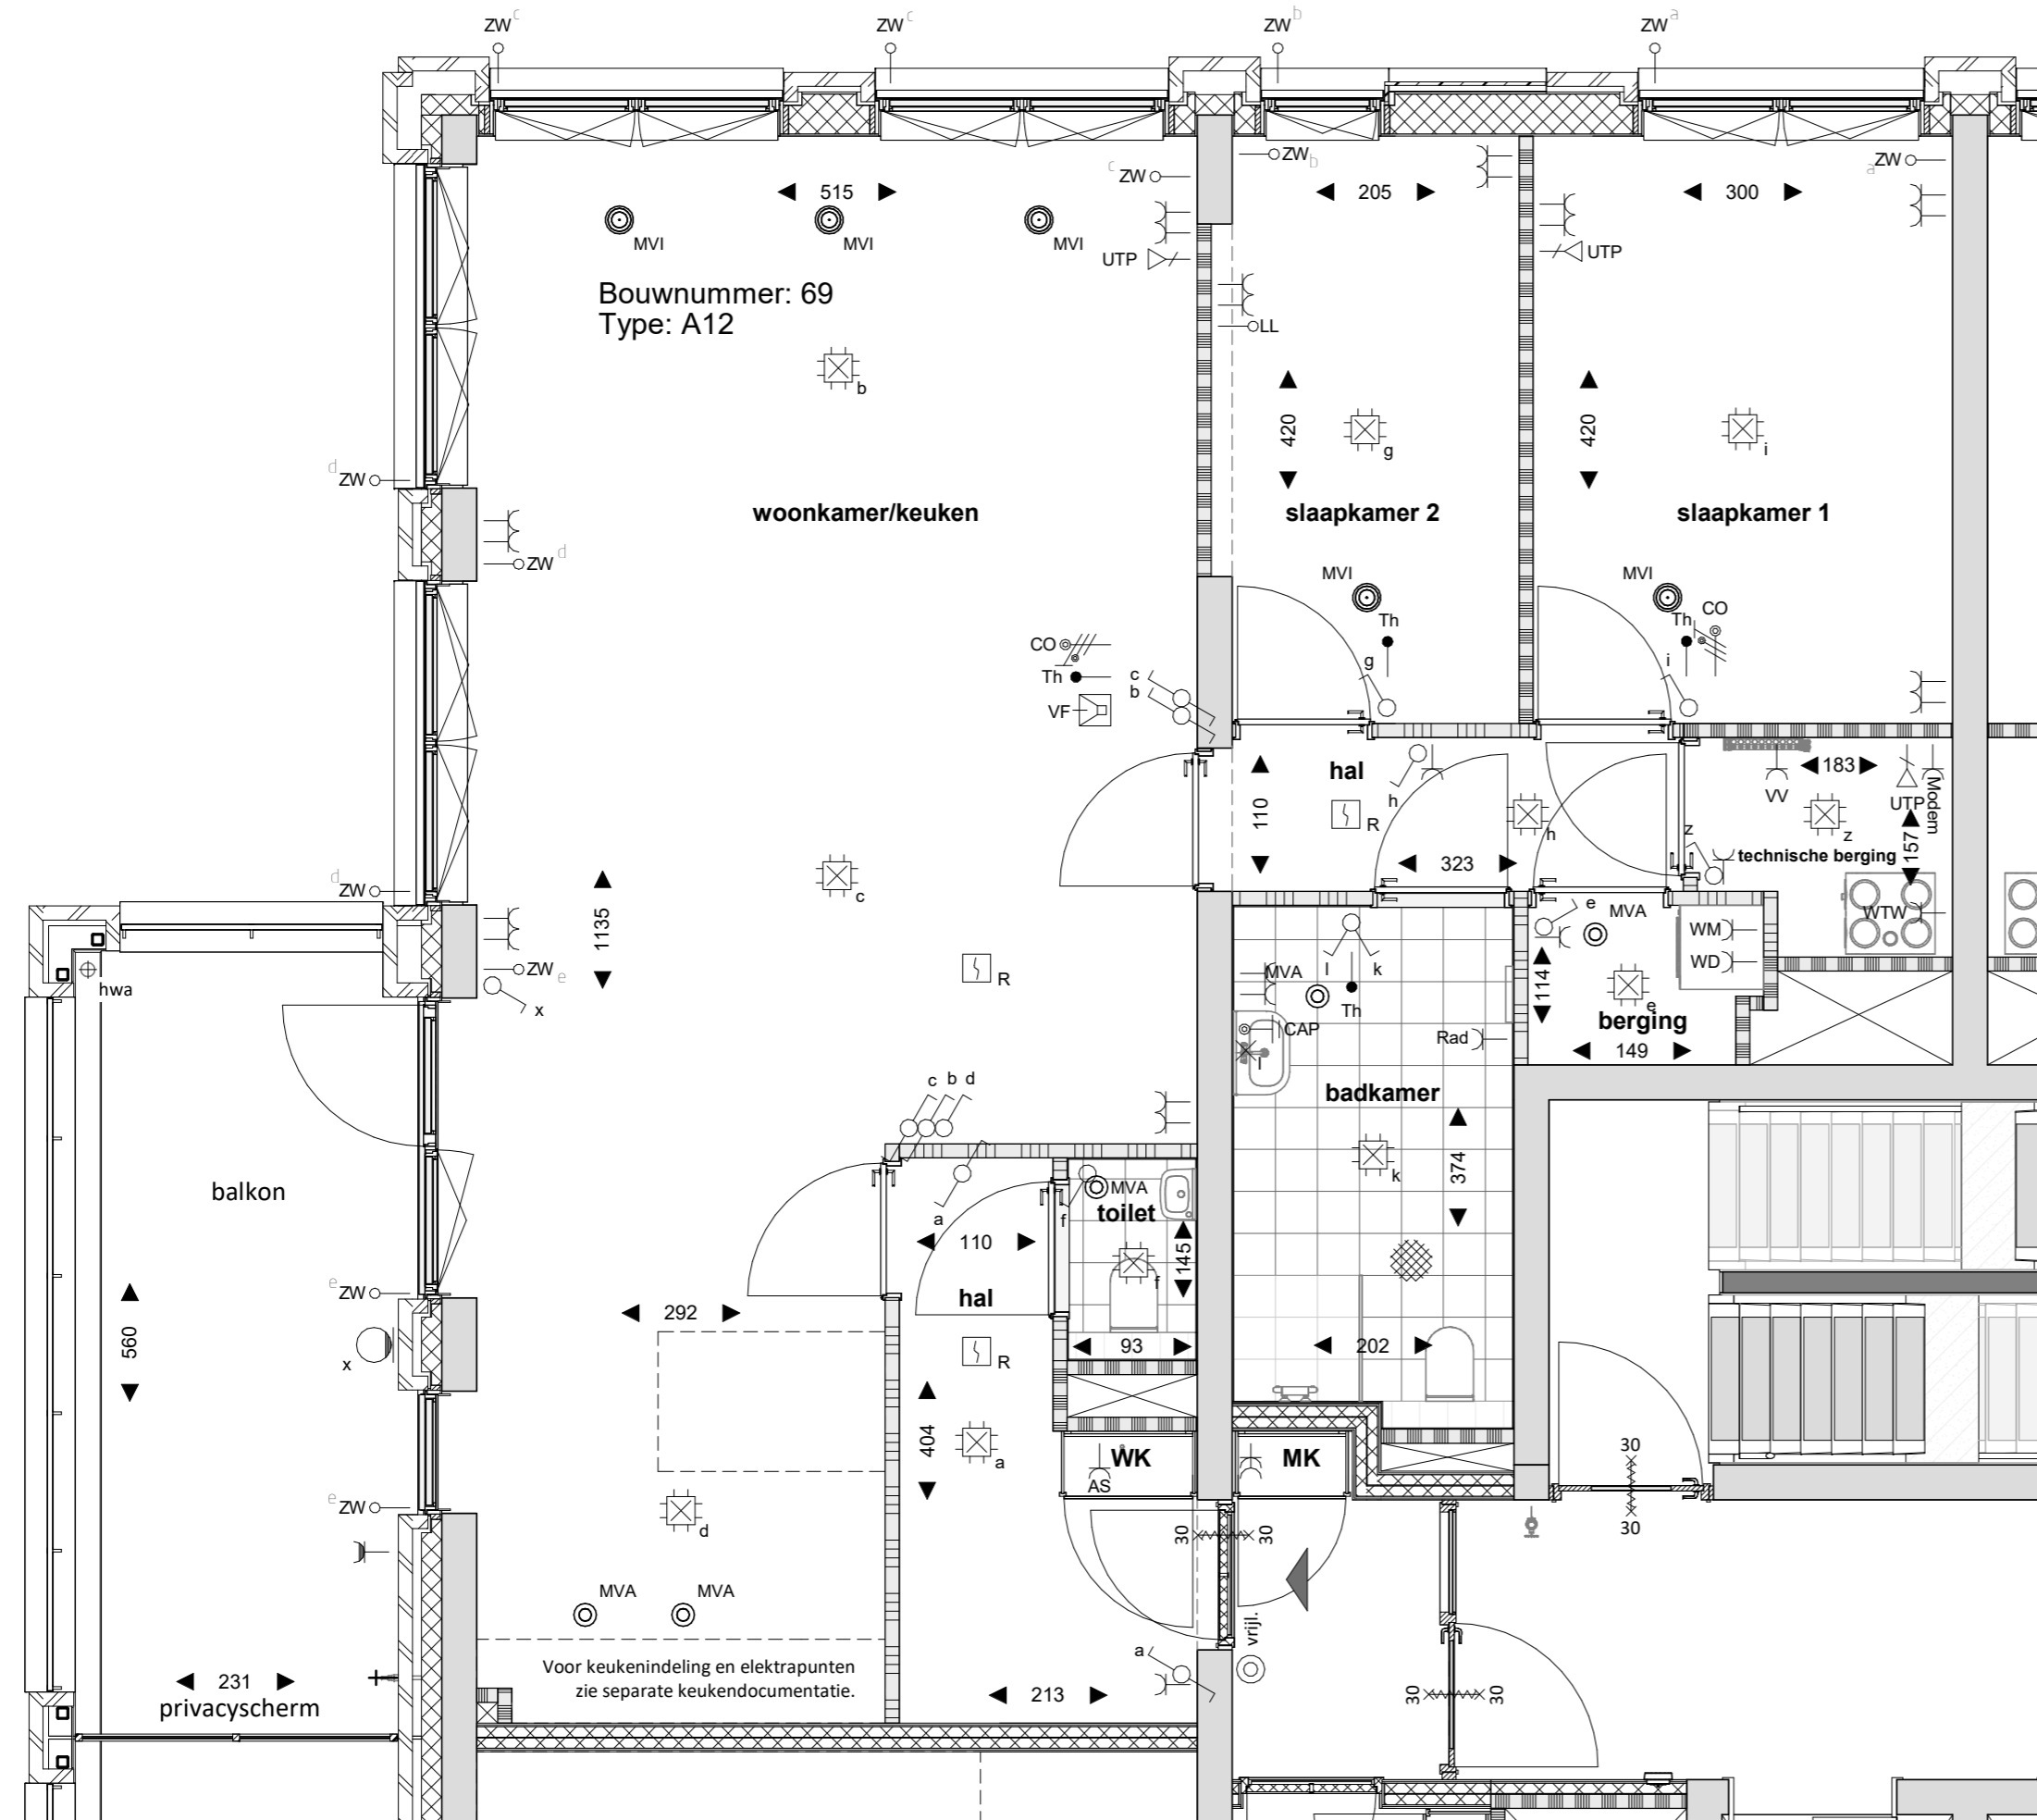 ZW c
ZW c
ZW b
ZW a
ZW b
c ZW
a ZW
515
205
300
MVI
MVI
MVI
UTP
UTP
Bouwnummer: 69
Type: A12
LL
b
420
g
420
i
d ZW
woonkamer/keuken
slaapkamer 2
slaapkamer 1
ZW d
MVI
MVI
CO
Th
Th
CO
Th
c
b
g
i
VF
hal
110
h
R
h
323
VV
183
UTP
Modem
z
z
157
technische berging
c
d ZW
1135
e
MVA
WM
WD
WTW
R
ZW e
x
hwa
l
k
MVA
Th
CAP
l
Rad
114
e
berging
149
badkamer
c b d
k
374
balkon
a
MVA
toilet
f
110
145
f
hal
e ZW
292
560
x
93
202
R
404
a
WK
AS
MK
30
30
e ZW
d
30
30
MVA
MVA
vrijl.
a
Voor keukenindeling en elektrapunten
zie separate keukendocumentatie.
231
privacyscherm
213
30
30